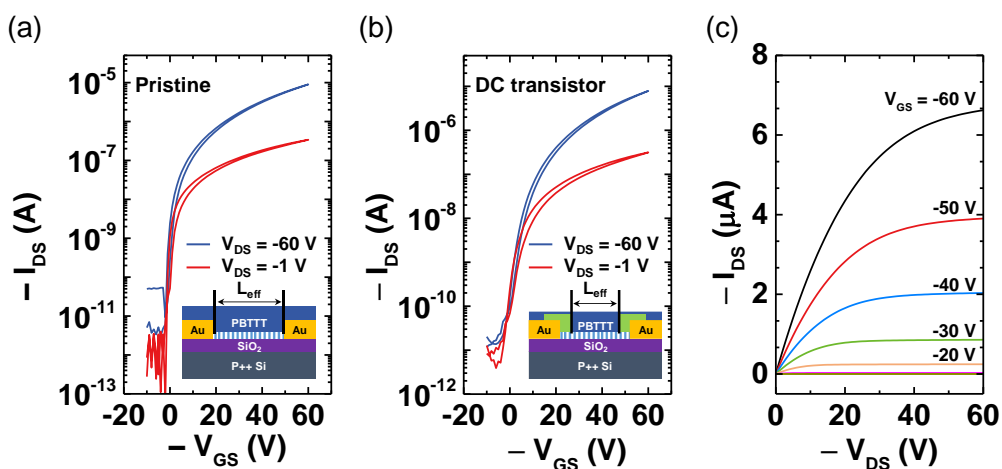 (a)
Pristine
10⁻⁵
10⁻⁷
10⁻⁹
10⁻¹¹
10⁻¹³
− I_DS (A)
V_DS = -60 V
V_DS = -1 V
L_eff
Au
PBTTT
Au
SiO₂
P++ Si
-20 0 20 40 60
− V_GS (V)
(b)
DC transistor
10⁻⁶
10⁻⁸
10⁻¹⁰
10⁻¹²
− I_DS (A)
V_DS = -60 V
V_DS = -1 V
L_eff
Au
PBTTT
Au
SiO₂
P++ Si
-20 0 20 40 60
− V_GS (V)
(c)
8
6
4
2
0
− I_DS (μA)
V_GS = -60 V
-50 V
-40 V
-30 V
-20 V
0 20 40 60
− V_DS (V)